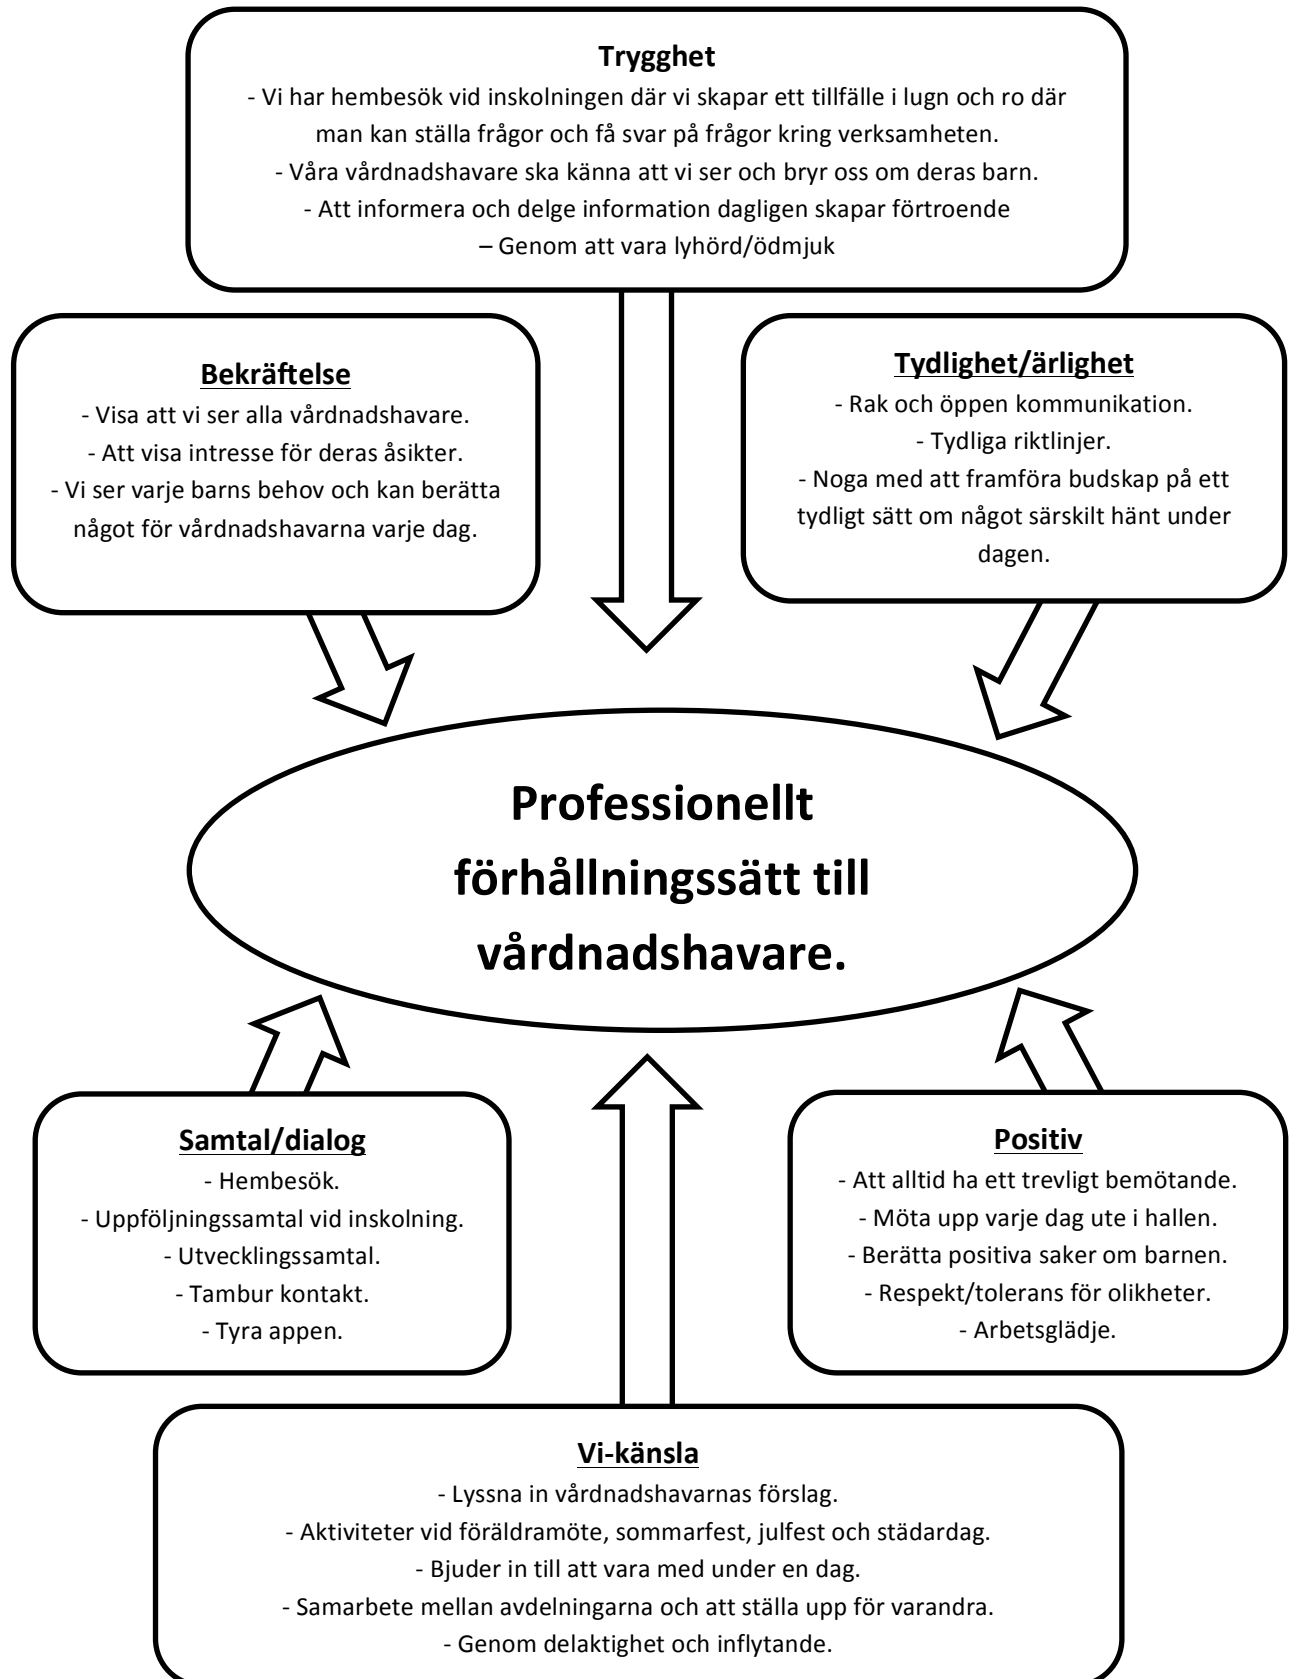 Trygghet
- Vi har hembesök vid inskolningen där vi skapar ett tillfälle i lugn och ro där
man kan ställa frågor och få svar på frågor kring verksamheten.
- Våra vårdnadshavare ska känna att vi ser och bryr oss om deras barn.
- Att informera och delge information dagligen skapar förtroende
– Genom att vara lyhörd/ödmjuk
Bekräftelse
- Visa att vi ser alla vårdnadshavare.
- Att visa intresse för deras åsikter.
- Vi ser varje barns behov och kan berätta
något för vårdnadshavarna varje dag.
Tydlighet/ärlighet
- Rak och öppen kommunikation.
- Tydliga riktlinjer.
- Noga med att framföra budskap på ett
tydligt sätt om något särskilt hänt under
dagen.
Professionellt
förhållningssätt till
vårdnadshavare.
Samtal/dialog
- Hembesök.
- Uppföljningssamtal vid inskolning.
- Utvecklingssamtal.
- Tambur kontakt.
- Tyra appen.
Positiv
- Att alltid ha ett trevligt bemötande.
- Möta upp varje dag ute i hallen.
- Berätta positiva saker om barnen.
- Respekt/tolerans för olikheter.
- Arbetsglädje.
Vi-känsla
- Lyssna in vårdnadshavarnas förslag.
- Aktiviteter vid föräldramöte, sommarfest, julfest och städardag.
- Bjuder in till att vara med under en dag.
- Samarbete mellan avdelningarna och att ställa upp för varandra.
- Genom delaktighet och inflytande.